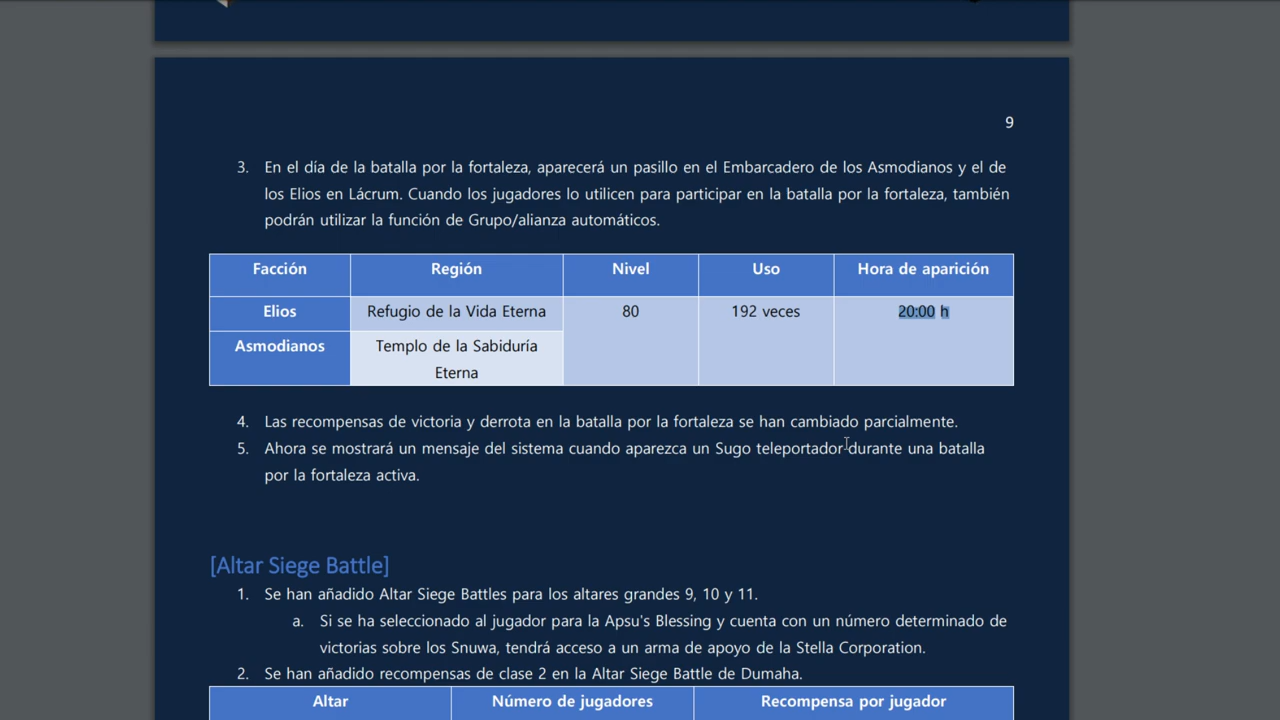 9
3. En el día de la batalla por la fortaleza, aparecerá un pasillo en el Embarcadero de los Asmodianos y el de
los Elios en Lácrum. Cuando los jugadores lo utilicen para participar en la batalla por la fortaleza, también
podrán utilizar la función de Grupo/alianza automáticos.
Facción Región Nivel Uso Hora de aparición
Elios Refugio de la Vida Eterna 80 192 veces 20:00 h
Asmodianos Templo de la Sabiduría
Eterna
4. Las recompensas de victoria y derrota en la batalla por la fortaleza se han cambiado parcialmente.
5. Ahora se mostrará un mensaje del sistema cuando aparezca un Sugo teleportador durante una batalla
por la fortaleza activa.
[Altar Siege Battle]
1. Se han añadido Altar Siege Battles para los altares grandes 9, 10 y 11.
a. Si se ha seleccionado al jugador para la Apsu's Blessing y cuenta con un número determinado de
victorias sobre los Snuwa, tendrá acceso a un arma de apoyo de la Stella Corporation.
2. Se han añadido recompensas de clase 2 en la Altar Siege Battle de Dumaha.
Altar Número de jugadores Recompensa por jugador